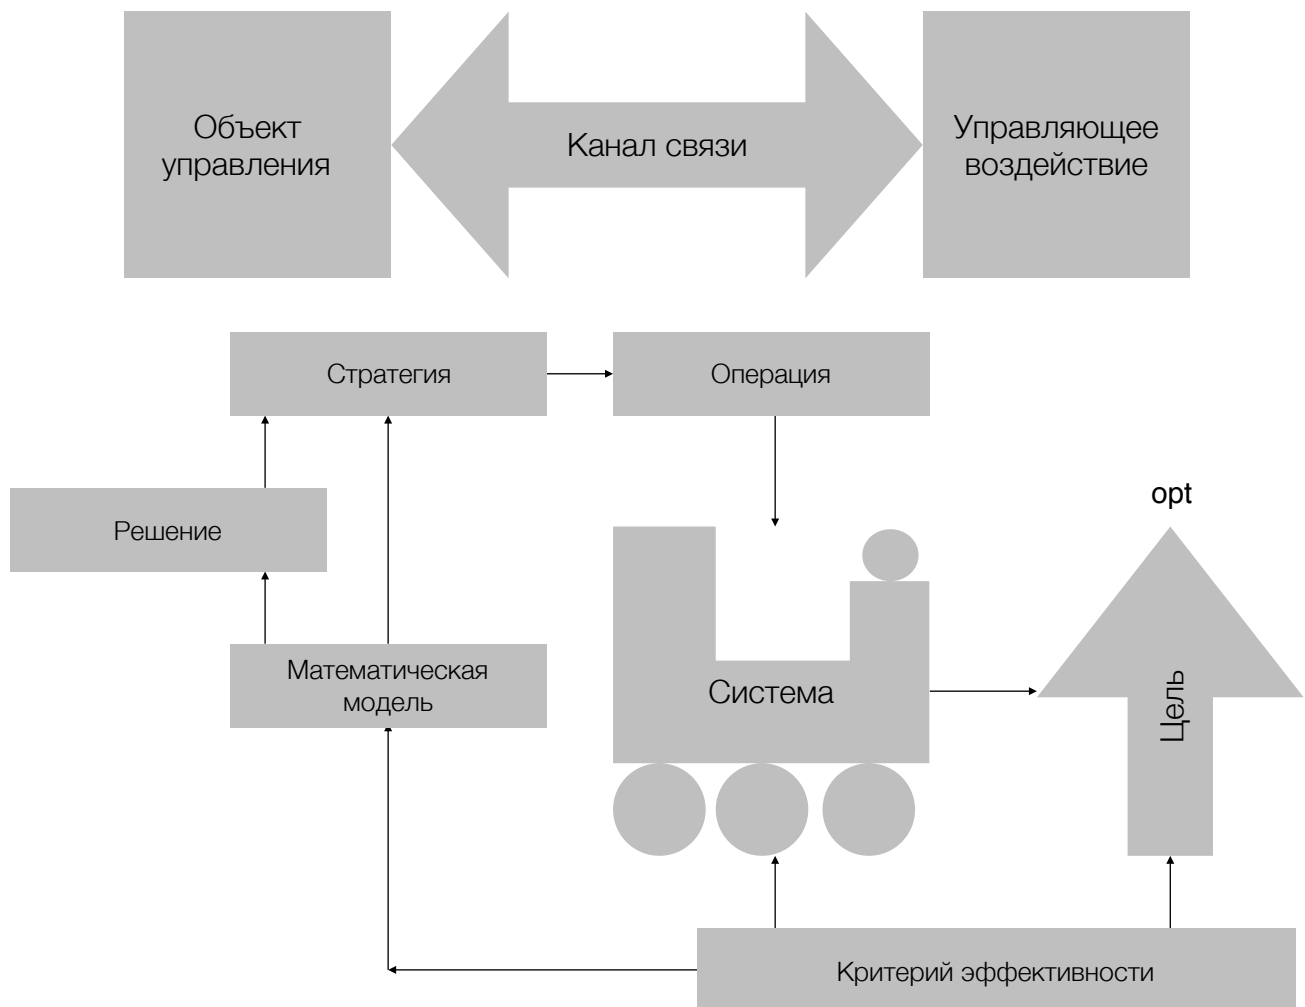 Объект
управления
Канал связи
Управляющее
воздействие
Стратегия
Операция
opt
Решение
Математическая
модель
Система
Цель
Критерий эффективности